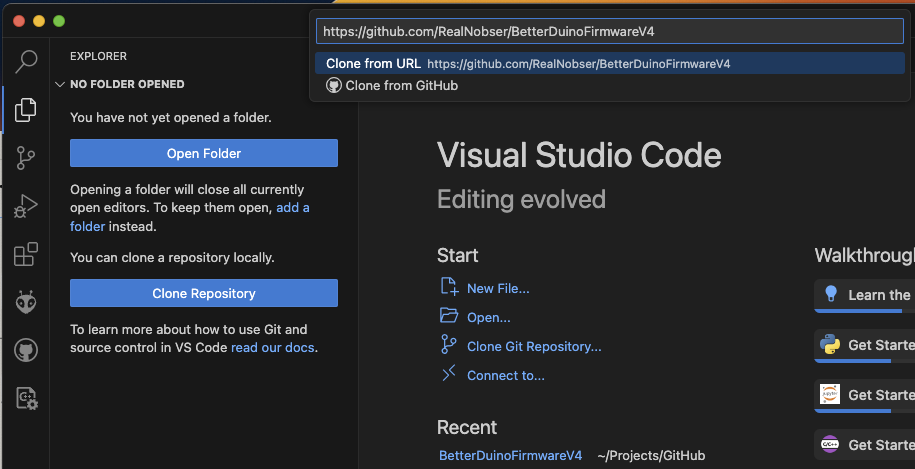 https://github.com/RealNobser/BetterDuinoFirmwareV4
Clone from URL https://github.com/RealNobser/BetterDuinoFirmwareV4
Clone from GitHub
EXPLORER
NO FOLDER OPENED
You have not yet opened a folder.
Open Folder
Opening a folder will close all currently
open editors. To keep them open, add a
folder instead.
You can clone a repository locally.
Clone Repository
To learn more about how to use Git and
source control in VS Code read our docs.
Visual Studio Code
Editing evolved
Start
New File...
Open...
Clone Git Repository...
Connect to...
Recent
BetterDuinoFirmwareV4 ~/Projects/GitHub
Walkthroug
Learn the
Get Starte
Get Starte
Get Starte